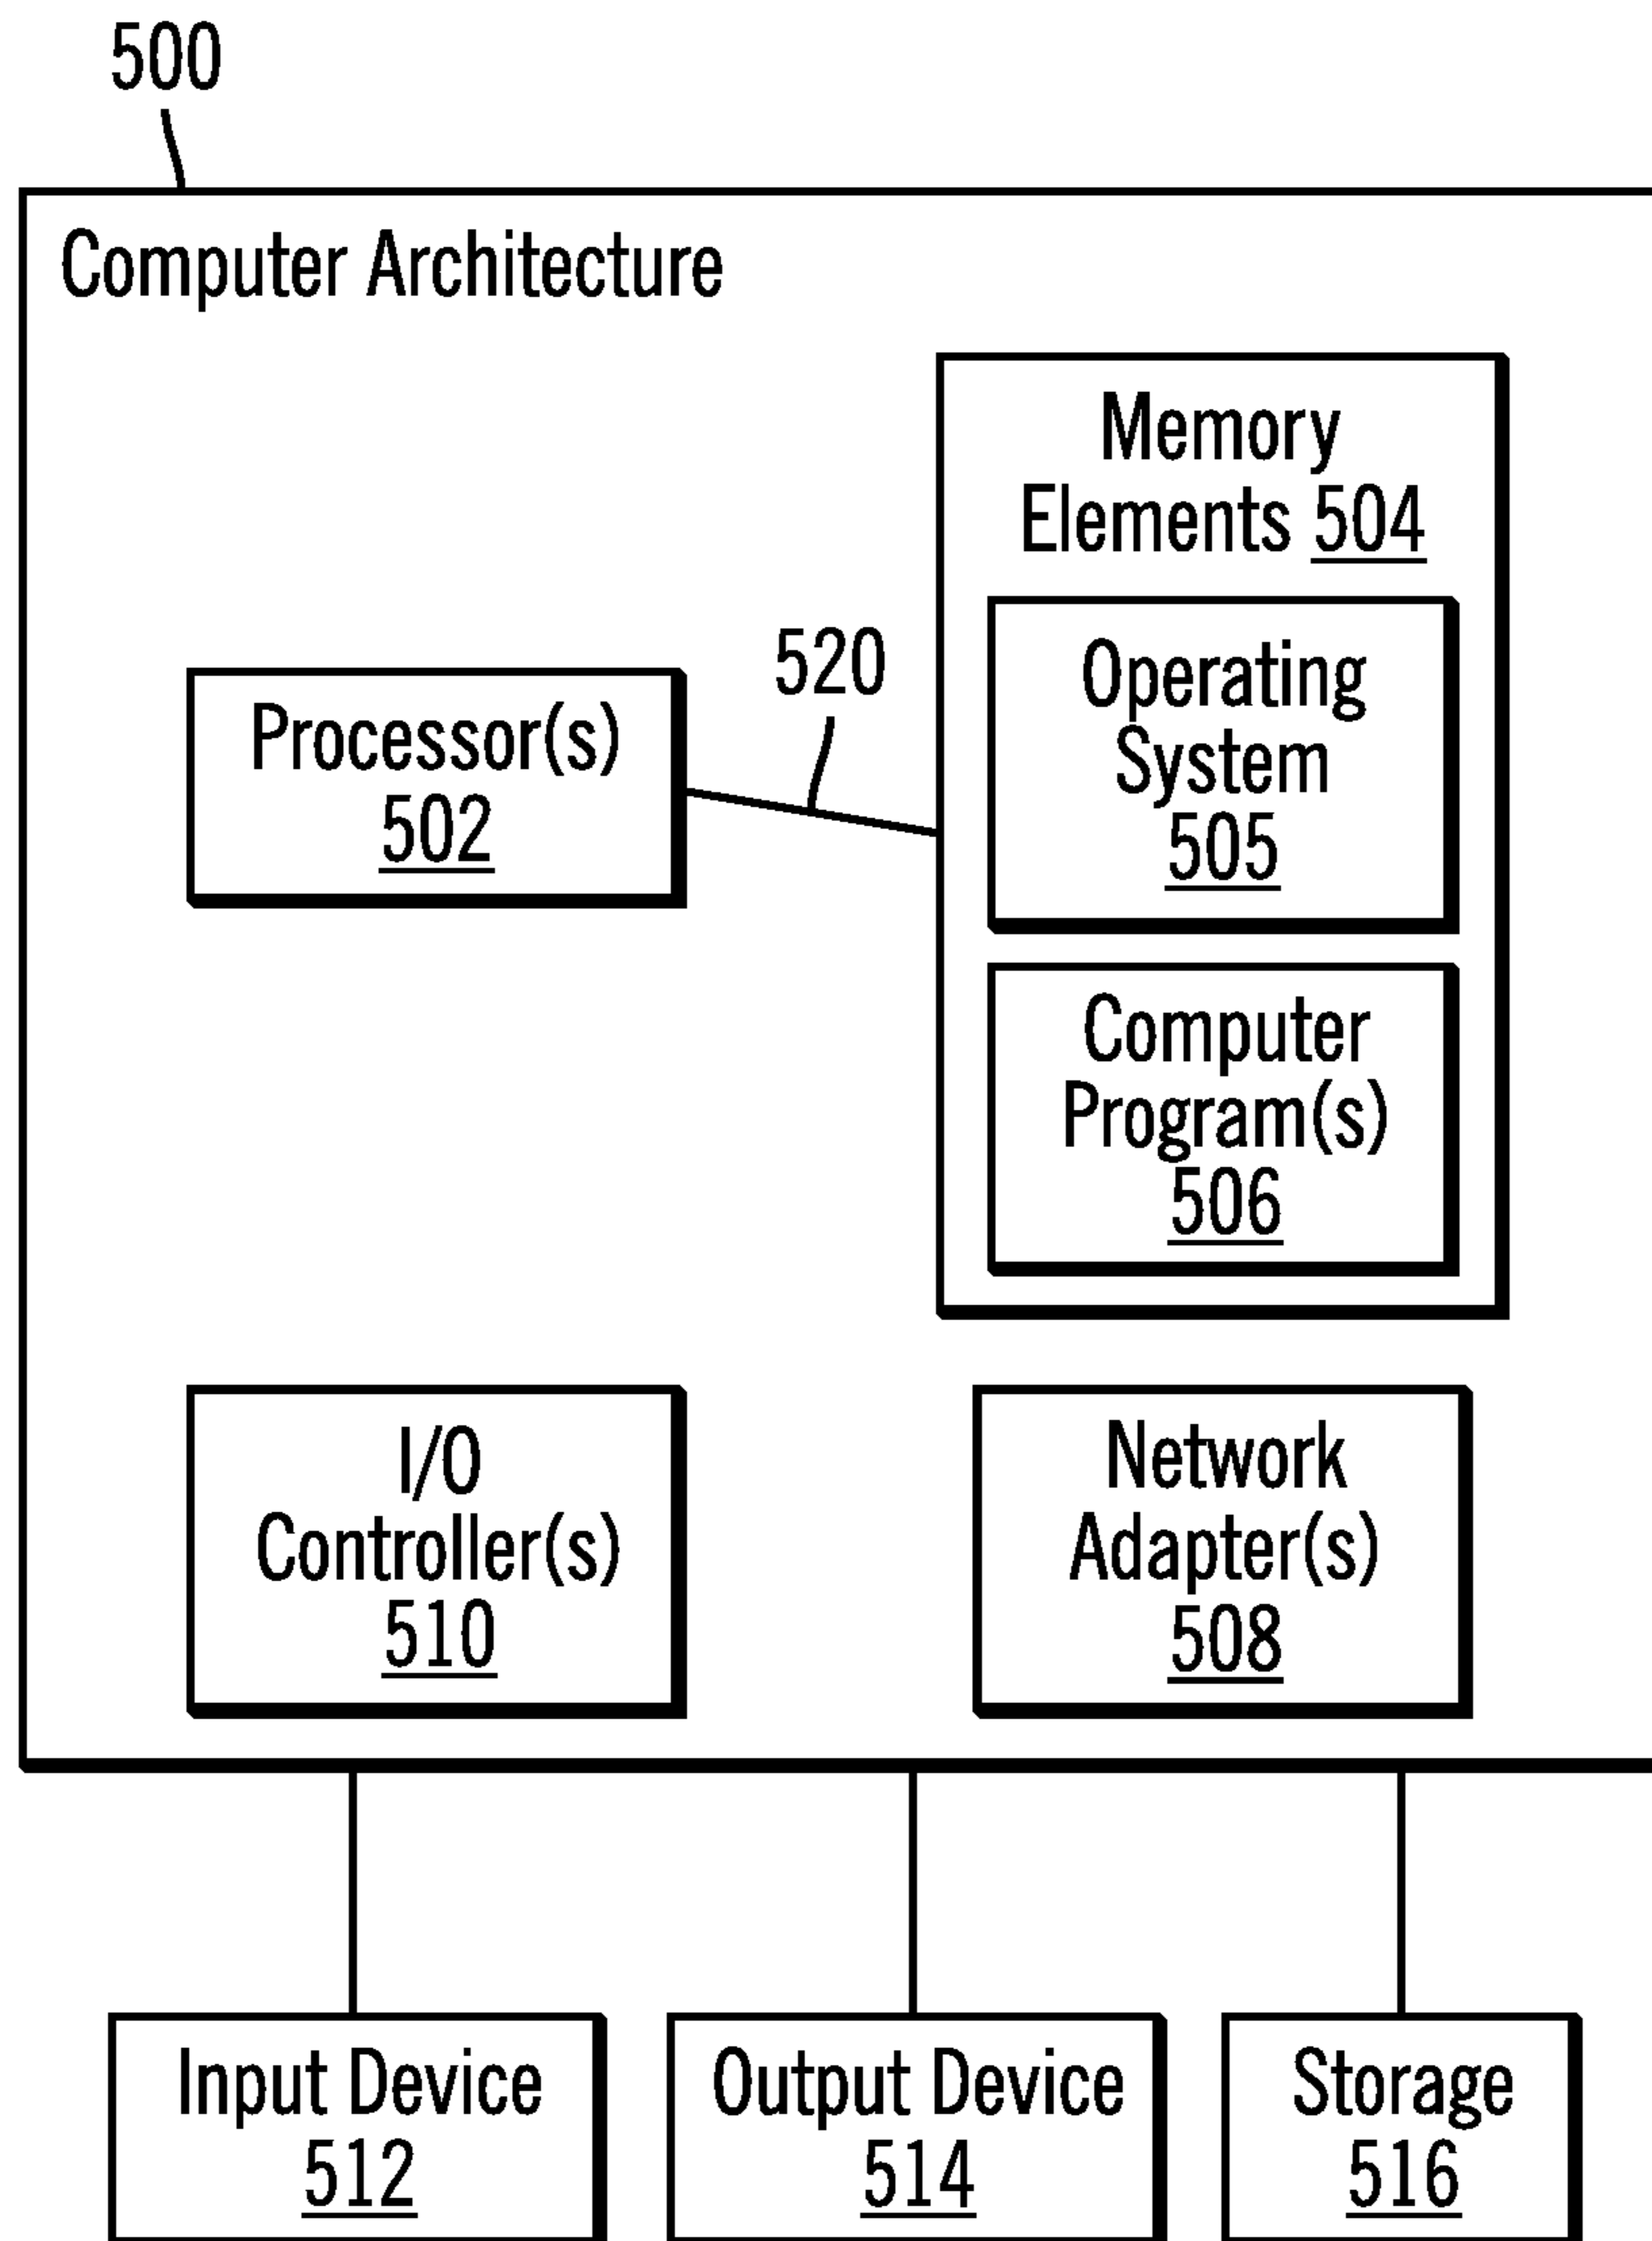 500
Computer Architecture
Memory
Elements 504
Operating
System
505
520
Processor(s)
502
Computer
Program(s)
506
I/O
Controller(s)
510
Network
Adapter(s)
508
Input Device
512
Output Device
514
Storage
516